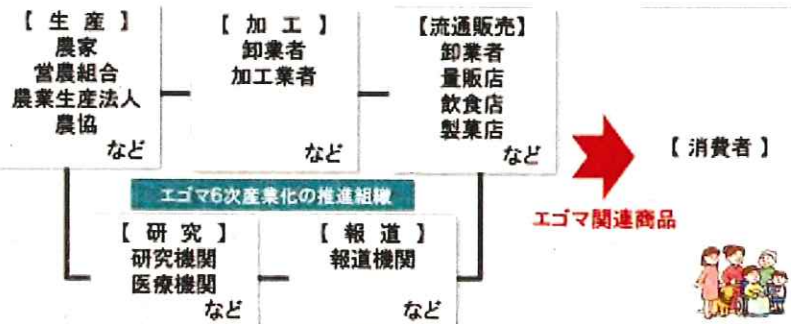 【 生 産 】
農家
営農組合
農業生産法人
農協
など
【 加 工 】
卸業者
加工業者
など
【流通販売】
卸業者
量販店
飲食店
製菓店
など
【 消費者 】
エゴマ関連商品
エゴマ6次産業化の推進組織
【 研 究 】
研究機関
医療機関
など
【 報 道 】
報道機関
など